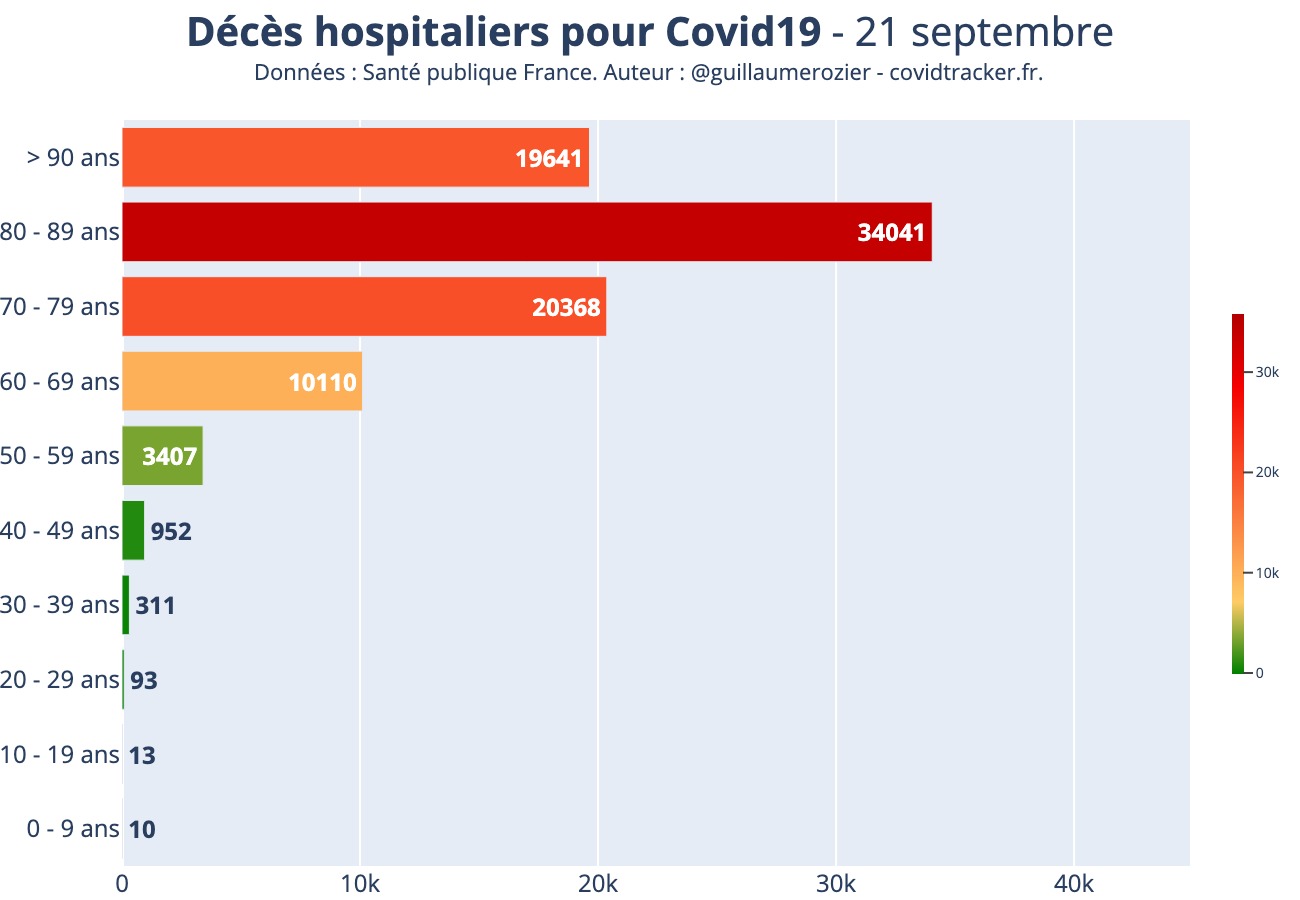 Décès hospitaliers pour Covid19 - 21 septembre
Données : Santé publique France. Auteur : @guillaumerozier - covidtracker.fr.
> 90 ans 19641
80 - 89 ans 34041
70 - 79 ans 20368
60 - 69 ans 10110
50 - 59 ans 3407
40 - 49 ans 952
30 - 39 ans 311
20 - 29 ans 93
10 - 19 ans 13
0 - 9 ans 10
0 10k 20k 30k 40k
30k
20k
10k
0